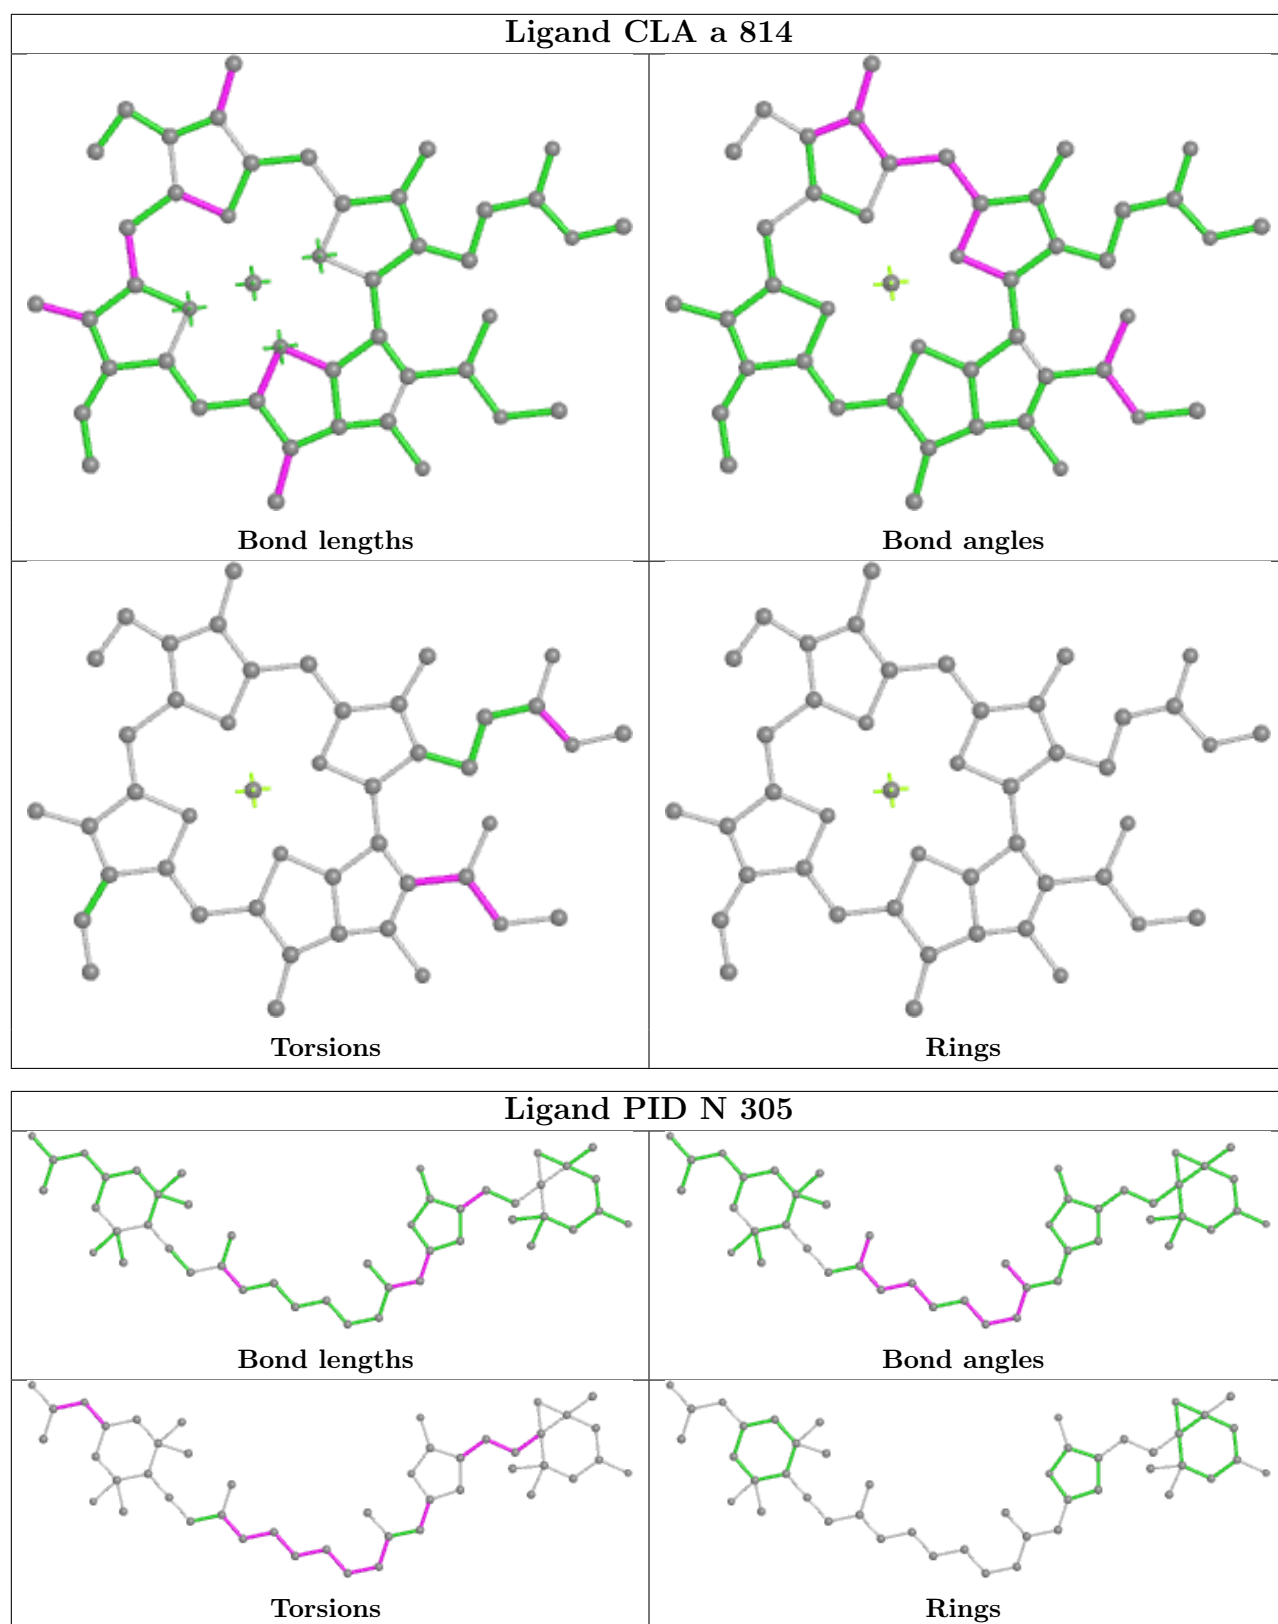 Ligand CLA a 814
Bond lengths
Bond angles
Torsions
Rings
Ligand PID N 305
Bond lengths
Bond angles
Torsions
Rings